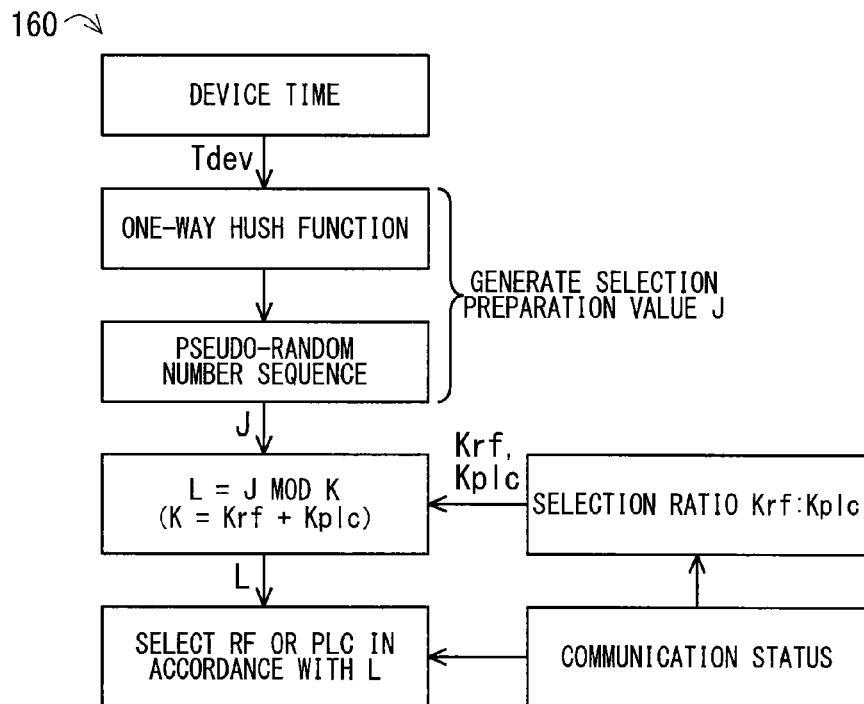 160
DEVICE TIME
Tdev
ONE-WAY HUSH FUNCTION
GENERATE SELECTION
PREPARATION VALUE J
PSEUDO-RANDOM
NUMBER SEQUENCE
J
Krf,
Kplc
L = J MOD K
(K = Krf + Kplc)
SELECTION RATIO Krf:Kplc
L
SELECT RF OR PLC IN
ACCORDANCE WITH L
COMMUNICATION STATUS